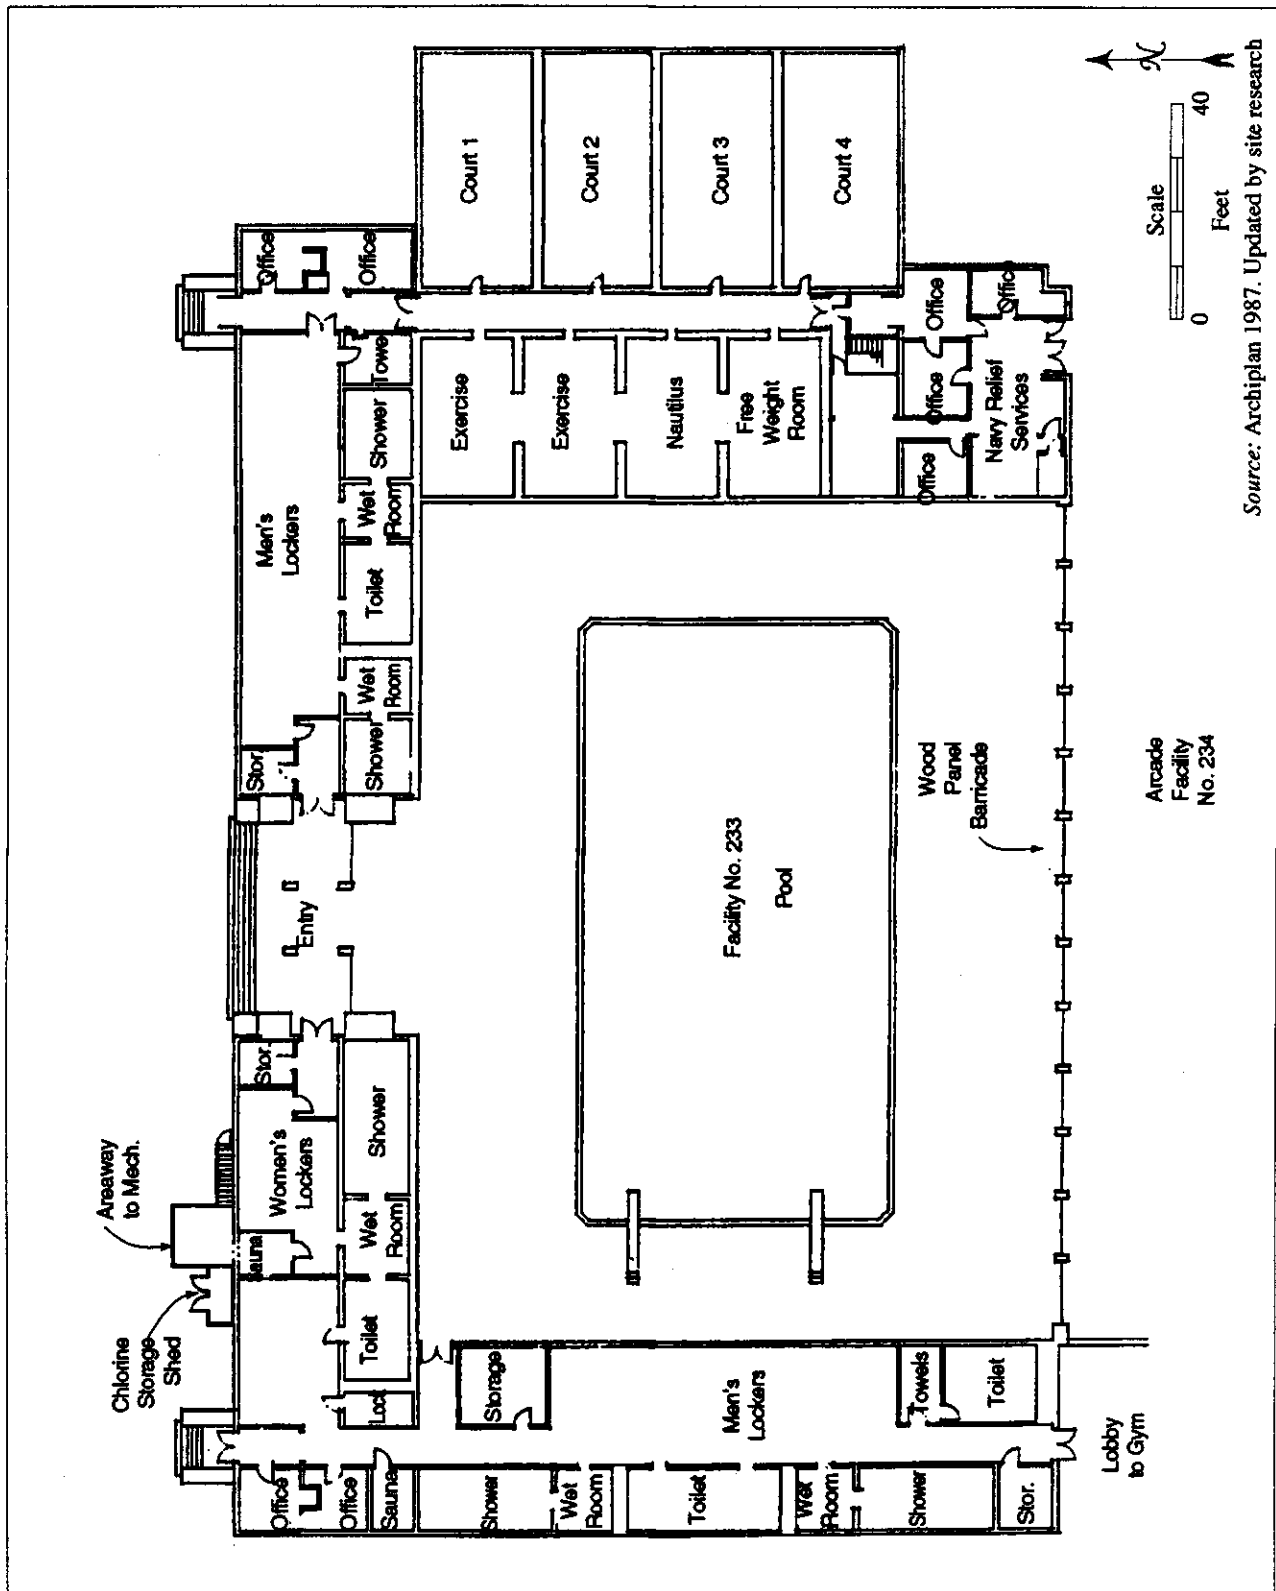 Chlorine
Storage
Shed
Areaway
to Mech.
Office
Office
Sauna
Sauna
Women's
Lockers
Stor.
Entry
Stor.
Men's
Lockers
Office
Office
Lock
Toilet
Wet
Room
Shower
Shower
Wet
Room
Toilet
Wet
Room
Shower
Towe
Shower
Storage
Exercise
Court 1
Wet
Room
Exercise
Court 2
Toilet
Men's
Lockers
Facility No. 233
Pool
Nautilus
Court 3
Wet
Room
Free
Weight
Room
Court 4
Shower
Towels
Office
Office
Office
Stor.
Toilet
Wood
Panel
Barricade
Navy Relief
Services
Office
Lobby
to Gym
Arcade
Facility
No. 234
N
Scale
0 40
Feet
Source: Archiplan 1987. Updated by site research